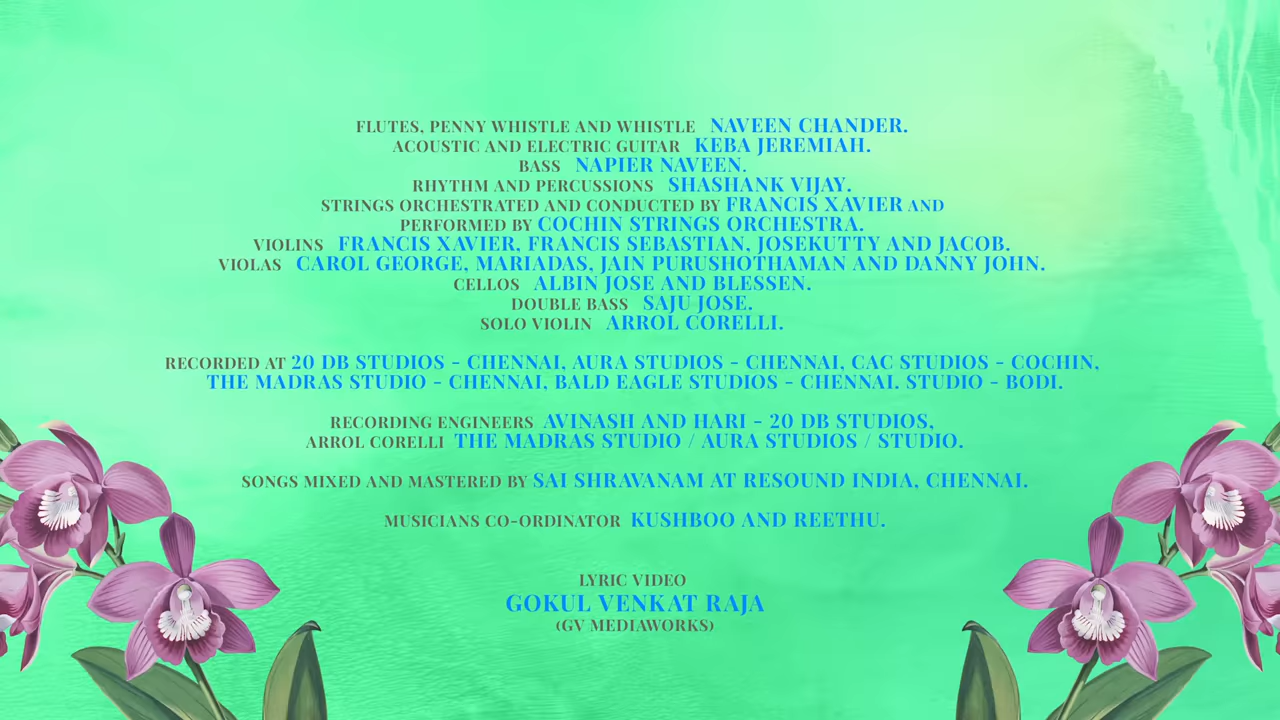 FLUTES, PENNY WHISTLE AND WHISTLE NAVEEN CHANDER.
ACOUSTIC AND ELECTRIC GUITAR KEBA JEREMIAH.
BASS NAPIER NAVEEN.
RHYTHM AND PERCUSSIONS SHASHANK VIJAY.
STRINGS ORCHESTRATED AND CONDUCTED BY FRANCIS XAVIER AND
PERFORMED BY COCHIN STRINGS ORCHESTRA.
VIOLINS FRANCIS XAVIER, FRANCIS SEBASTIAN, JOSEKUTTY AND JACOB.
VIOLAS CAROL GEORGE, MARIADAS, JAIN PURUSHOTHAMAN AND DANNY JOHN.
CELLOS ALBIN JOSE AND BLESSEN.
DOUBLE BASS SAJU JOSE.
SOLO VIOLIN ARROL CORELLI.
RECORDED AT 20 DB STUDIOS - CHENNAI, AURA STUDIOS - CHENNAI, CAC STUDIOS - COCHIN,
THE MADRAS STUDIO - CHENNAI, BALD EAGLE STUDIOS - CHENNAI. STUDIO - BODI.
RECORDING ENGINEERS AVINASH AND HARI - 20 DB STUDIOS,
ARROL CORELLI THE MADRAS STUDIO / AURA STUDIOS / STUDIO.
SONGS MIXED AND MASTERED BY SAI SHRAVANAM AT RESOUND INDIA, CHENNAI.
MUSICIANS CO-ORDINATOR KUSHBOO AND REETHU.
LYRIC VIDEO
GOKUL VENKAT RAJA
(GV MEDIAWORKS)